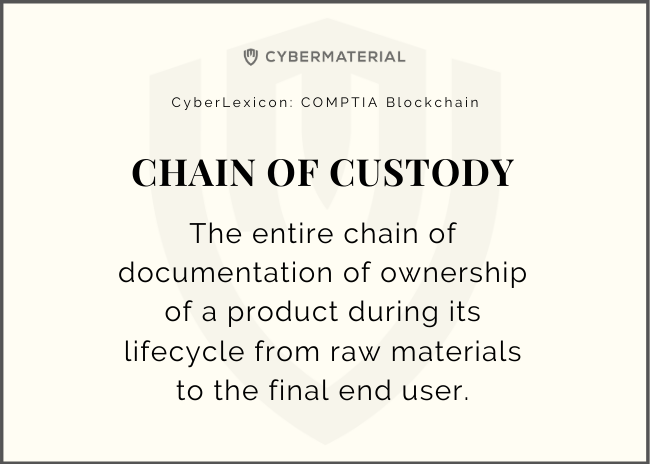 CYBERMATERIAL
CyberLexicon: COMPTIA Blockchain
CHAIN OF CUSTODY
The entire chain of
documentation of ownership
of a product during its
lifecycle from raw materials
to the final end user.